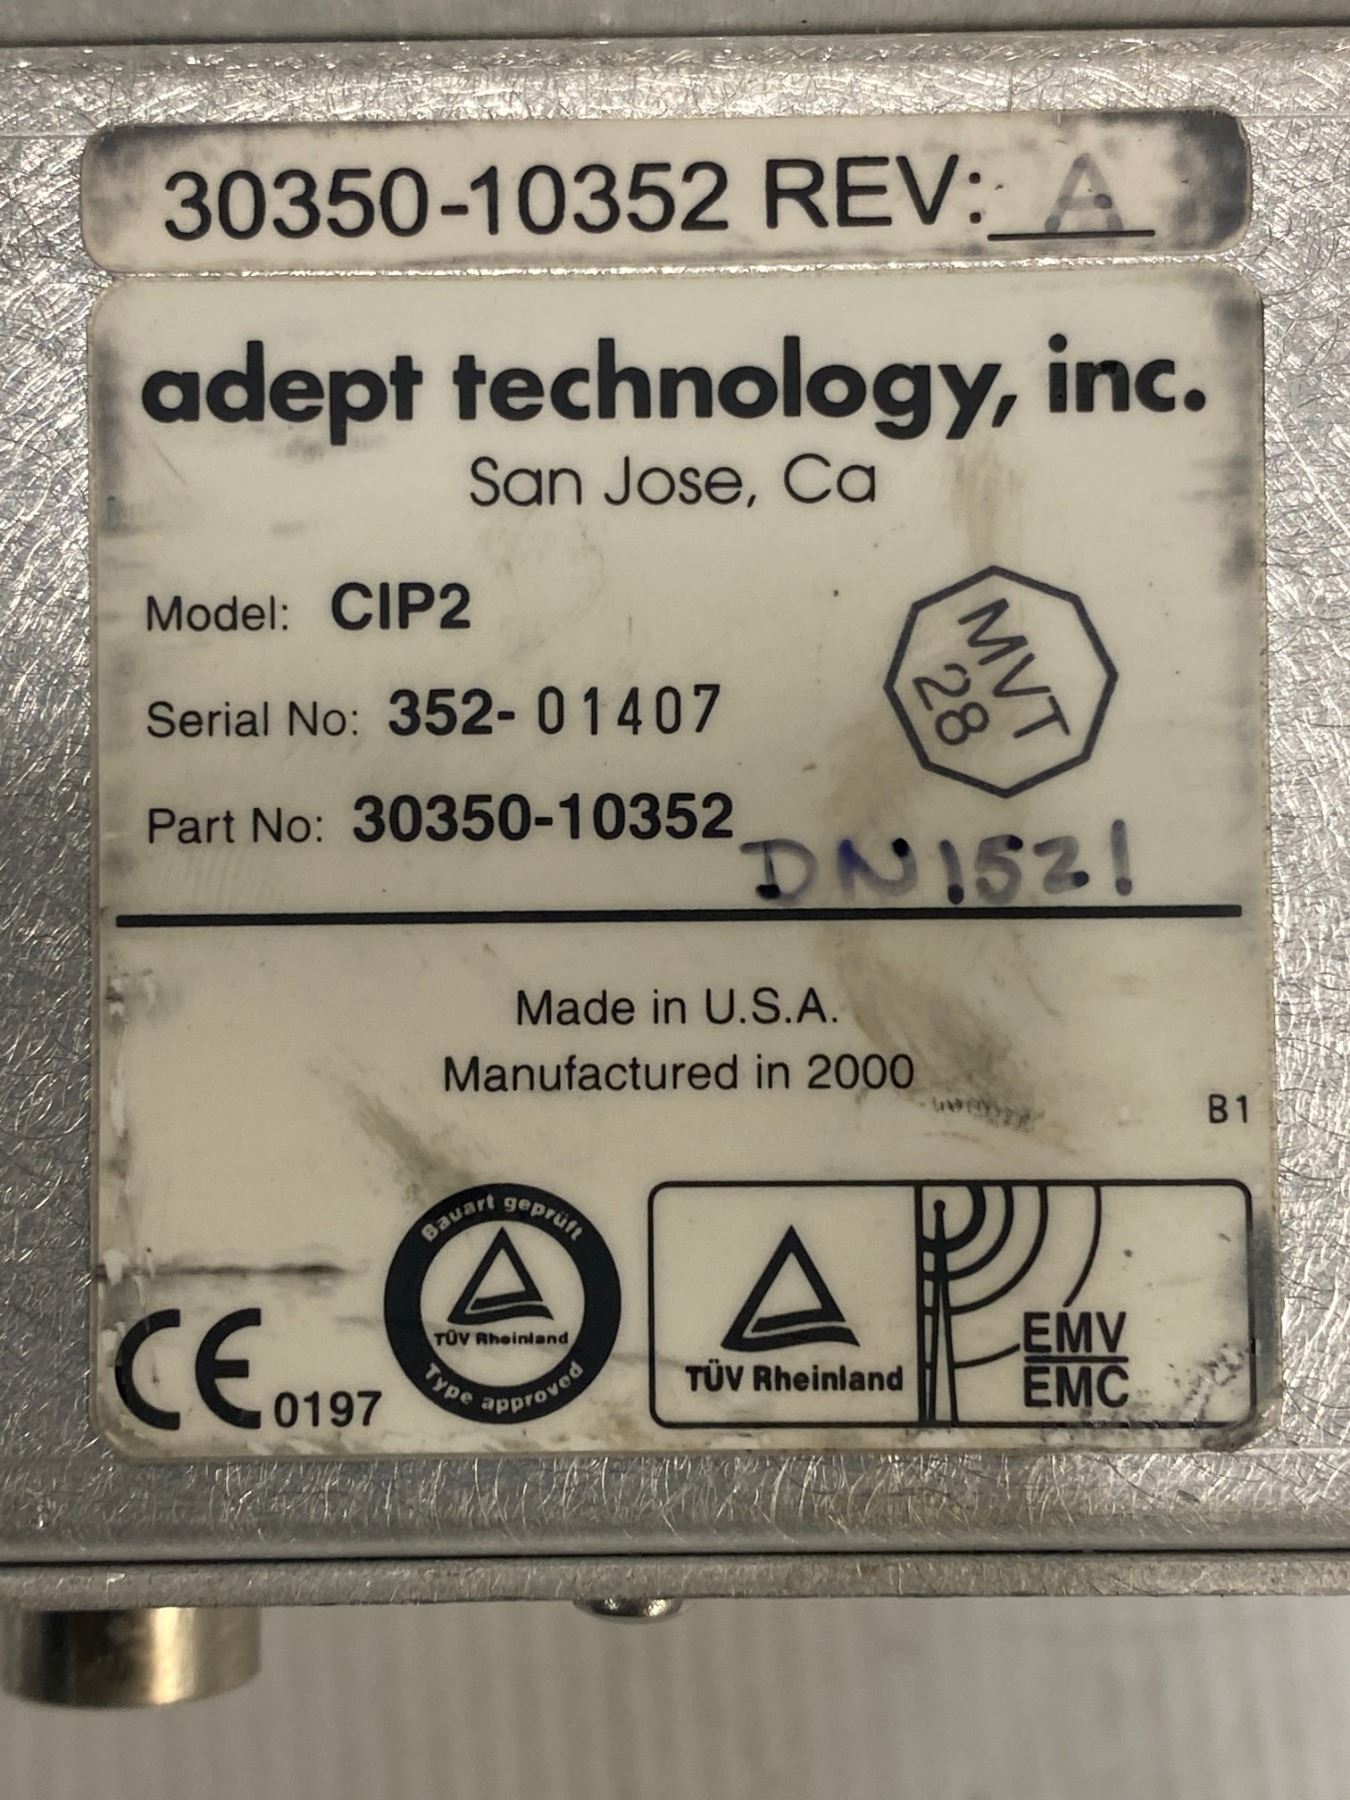 30350-10352 REV: A
adept technology, inc.
San Jose, Ca
Model: CIP2
MVT
28
Serial No: 352-01407
Part No: 30350-10352
DN1521
Made in U.S.A.
Manufactured in 2000
B1
CE 0197
Bauart geprüft
TÜV Rheinland
Type approved
TÜV Rheinland
EMV
EMC